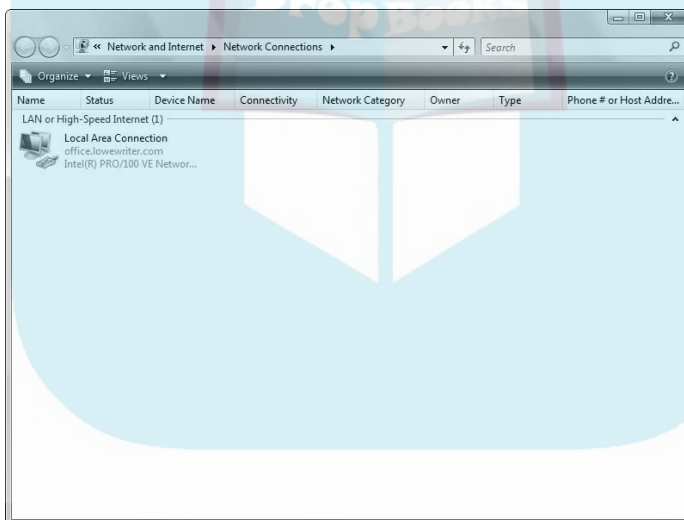 Drop Books
« Network and Internet ▸ Network Connections ▸ Search
Organize Views
Name Status Device Name Connectivity Network Category Owner Type Phone # or Host Addre...
LAN or High-Speed Internet (1)
Local Area Connection
office.lowewriter.com
Intel(R) PRO/100 VE Networ...